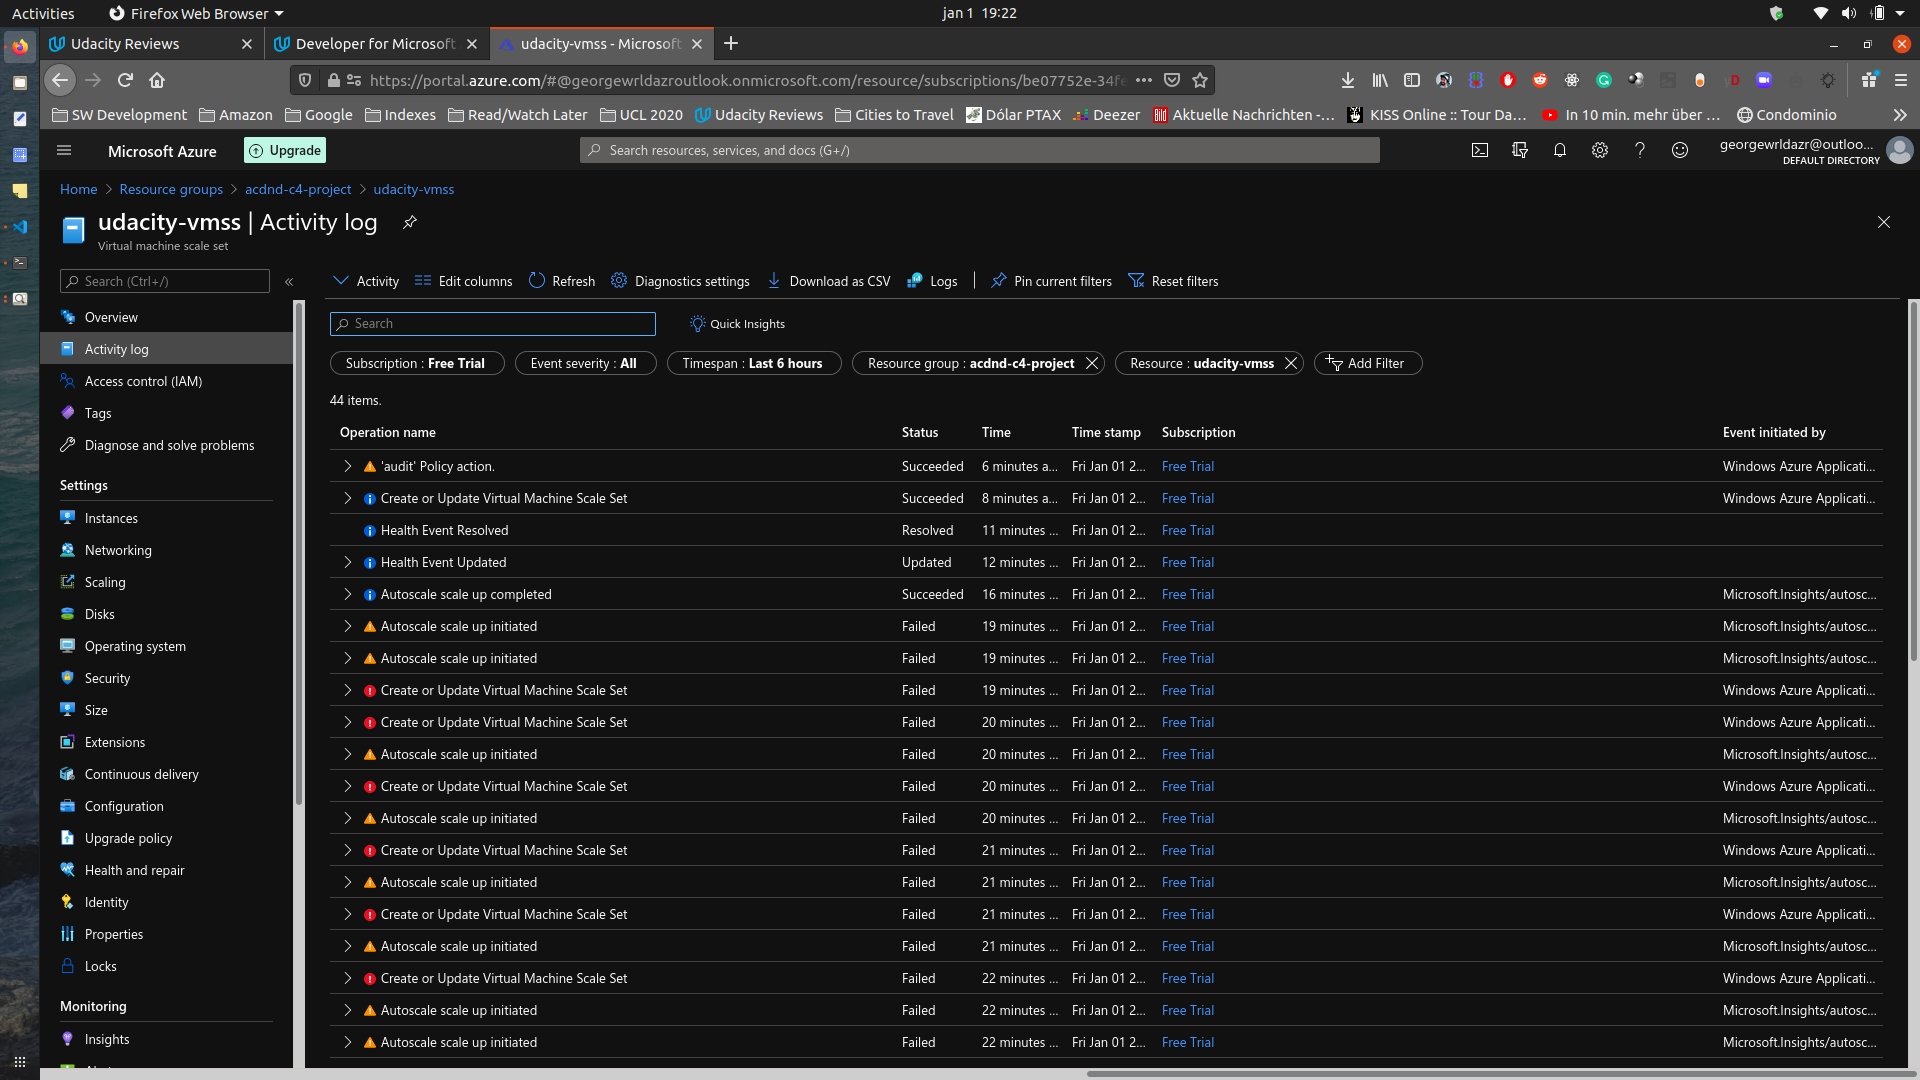 Activities
Firefox Web Browser
jan 1 19:22
Udacity Reviews
Developer for Microsoft
udacity-vmss - Microsoft
https://portal.azure.com/#@georgewrldazroutlook.onmicrosoft.com/resource/subscriptions/be07752e-34fe
SW Development
Amazon
Google
Indexes
Read/Watch Later
UCL 2020
Udacity Reviews
Cities to Travel
Dólar PTAX
Deezer
Aktuelle Nachrichten -...
KISS Online :: Tour Da...
In 10 min. mehr über ...
Condominio
Microsoft Azure
Upgrade
Search resources, services, and docs (G+/)
georgewrldazr@outloo...
DEFAULT DIRECTORY
Home > Resource groups > acdnd-c4-project > udacity-vmss
udacity-vmss | Activity log
Virtual machine scale set
Search (Ctrl+/)
Overview
Activity log
Access control (IAM)
Tags
Diagnose and solve problems
Settings
Instances
Networking
Scaling
Disks
Operating system
Security
Size
Extensions
Continuous delivery
Configuration
Upgrade policy
Health and repair
Identity
Properties
Locks
Monitoring
Insights
Activity
Edit columns
Refresh
Diagnostics settings
Download as CSV
Logs
Pin current filters
Reset filters
Search
Quick Insights
Subscription : Free Trial
Event severity : All
Timespan : Last 6 hours
Resource group : acdnd-c4-project
Resource : udacity-vmss
Add Filter
44 items.
Operation name Status Time Time stamp Subscription Event initiated by
'audit' Policy action. Succeeded 6 minutes a... Fri Jan 01 2... Free Trial Windows Azure Applicati...
Create or Update Virtual Machine Scale Set Succeeded 8 minutes a... Fri Jan 01 2... Free Trial Windows Azure Applicati...
Health Event Resolved Resolved 11 minutes ... Fri Jan 01 2... Free Trial
Health Event Updated Updated 12 minutes ... Fri Jan 01 2... Free Trial
Autoscale scale up completed Succeeded 16 minutes ... Fri Jan 01 2... Free Trial Microsoft.Insights/autosc...
Autoscale scale up initiated Failed 19 minutes ... Fri Jan 01 2... Free Trial Microsoft.Insights/autosc...
Autoscale scale up initiated Failed 19 minutes ... Fri Jan 01 2... Free Trial Microsoft.Insights/autosc...
Create or Update Virtual Machine Scale Set Failed 19 minutes ... Fri Jan 01 2... Free Trial Windows Azure Applicati...
Create or Update Virtual Machine Scale Set Failed 20 minutes ... Fri Jan 01 2... Free Trial Windows Azure Applicati...
Autoscale scale up initiated Failed 20 minutes ... Fri Jan 01 2... Free Trial Microsoft.Insights/autosc...
Create or Update Virtual Machine Scale Set Failed 20 minutes ... Fri Jan 01 2... Free Trial Windows Azure Applicati...
Autoscale scale up initiated Failed 20 minutes ... Fri Jan 01 2... Free Trial Microsoft.Insights/autosc...
Create or Update Virtual Machine Scale Set Failed 21 minutes ... Fri Jan 01 2... Free Trial Windows Azure Applicati...
Autoscale scale up initiated Failed 21 minutes ... Fri Jan 01 2... Free Trial Microsoft.Insights/autosc...
Create or Update Virtual Machine Scale Set Failed 21 minutes ... Fri Jan 01 2... Free Trial Windows Azure Applicati...
Autoscale scale up initiated Failed 21 minutes ... Fri Jan 01 2... Free Trial Microsoft.Insights/autosc...
Create or Update Virtual Machine Scale Set Failed 22 minutes ... Fri Jan 01 2... Free Trial Windows Azure Applicati...
Autoscale scale up initiated Failed 22 minutes ... Fri Jan 01 2... Free Trial Microsoft.Insights/autosc...
Autoscale scale up initiated Failed 22 minutes ... Fri Jan 01 2... Free Trial Microsoft.Insights/autosc...